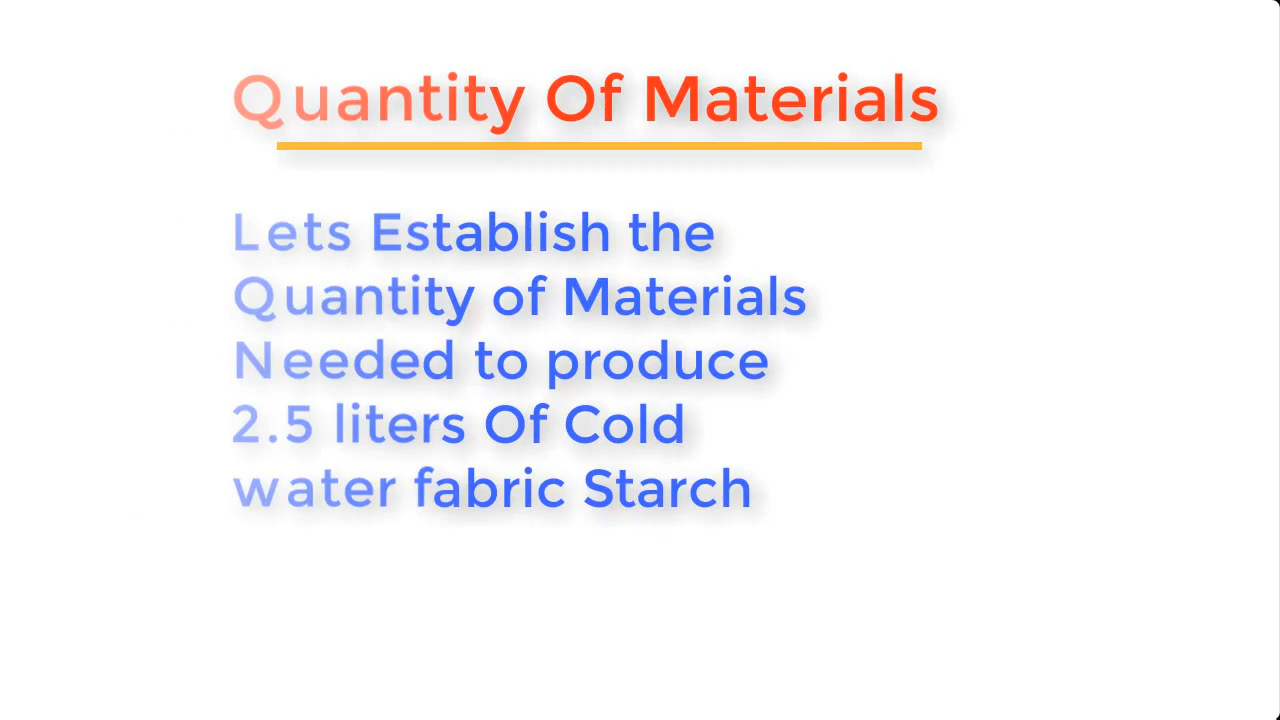 Quantity Of Materials
Lets Establish the
Quantity of Materials
Needed to produce
2.5 liters Of Cold
water fabric Starch